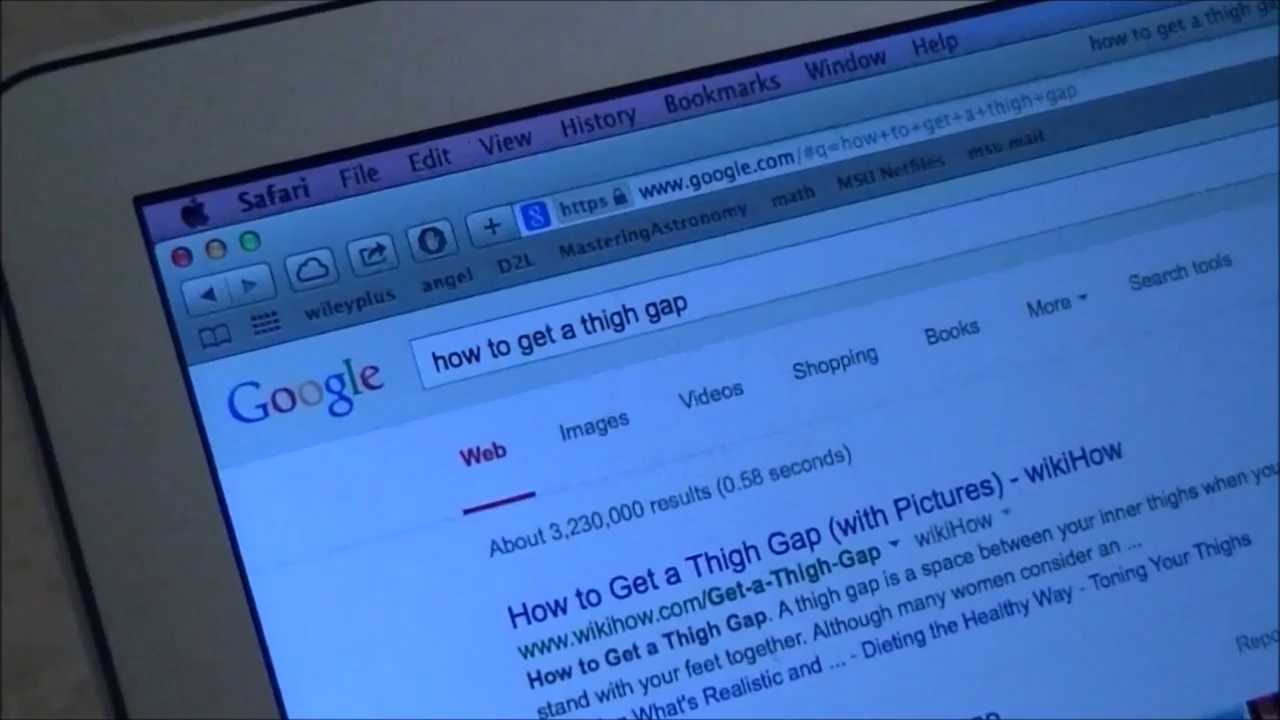 Safari File Edit View History Bookmarks Window Help
how to get a thigh
https www.google.com/#q=how+to+get+a+thigh+gap
wileyplus angel D2L MasteringAstronomy math MSU Netfiles msu mail
Google how to get a thigh gap
Web Images Videos Shopping Books More Search tools
About 3,230,000 results (0.58 seconds)
How to Get a Thigh Gap (with Pictures) - wikiHow
www.wikihow.com/Get-a-Thigh-Gap wikiHow
How to Get a Thigh Gap. A thigh gap is a space between your inner thighs when you
stand with your feet together. Although many women consider an ...
What's Realistic and ... - Dieting the Healthy Way - Toning Your Thighs